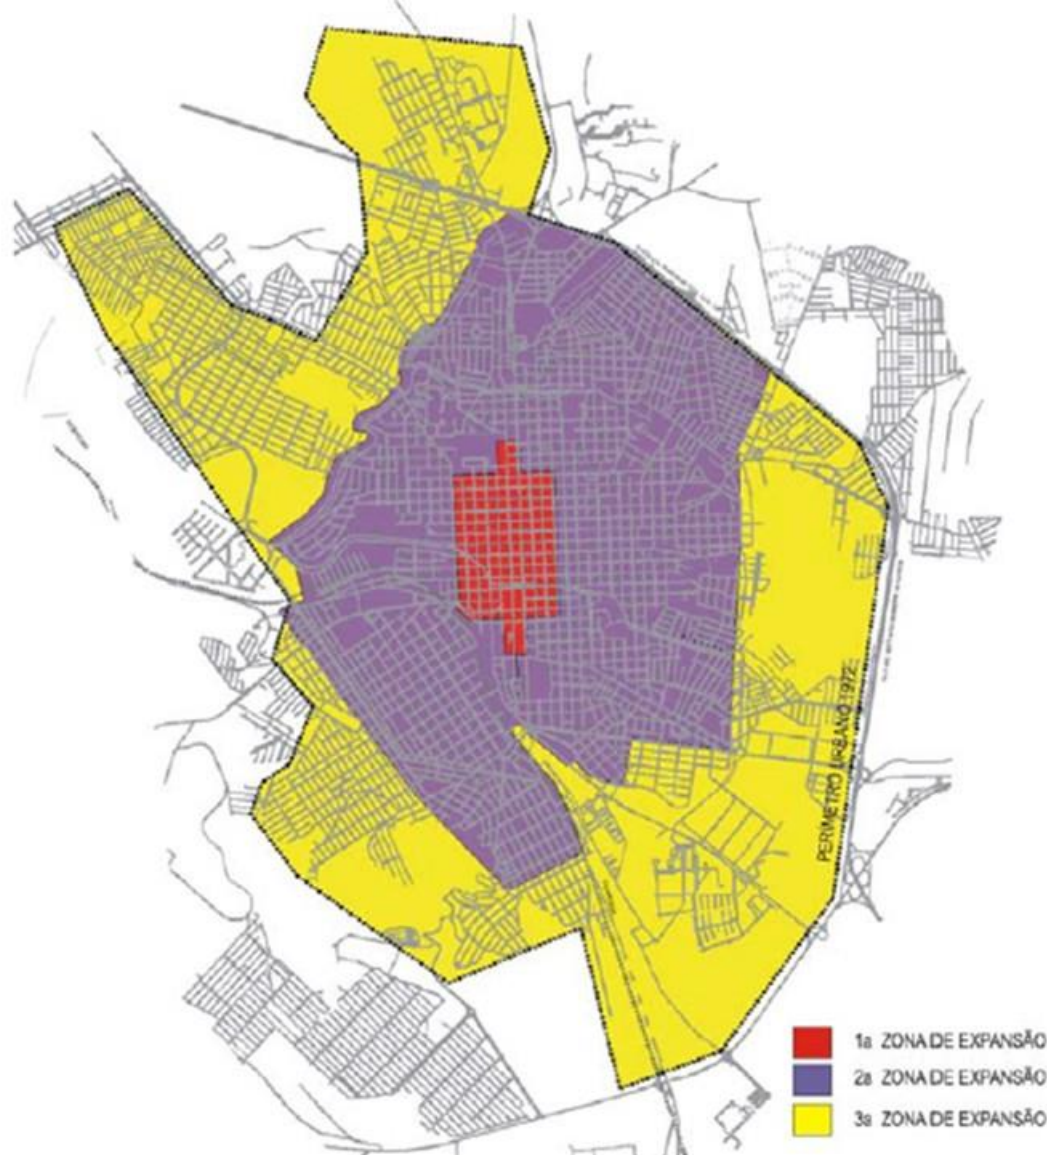 PERÍMETRO URBANO 1972
1a ZONA DE EXPANSÃO
2a ZONA DE EXPANSÃO
3a ZONA DE EXPANSÃO